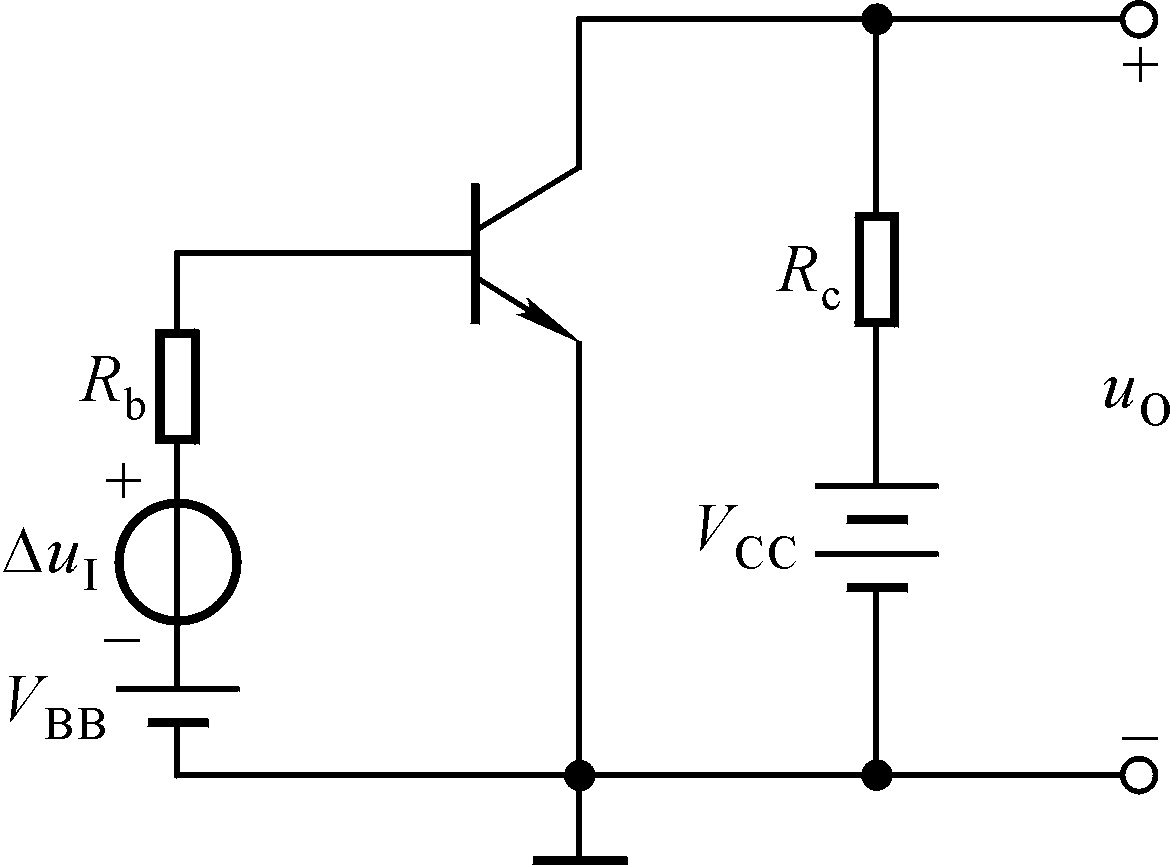 +
R_c
R_b
u_O
+
Δu_I
V_CC
−
V_BB
−